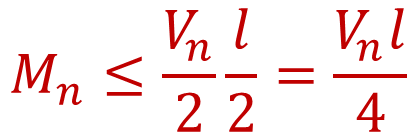 Mₙ ≤ Vₙ/2 l/2 = Vₙl/4